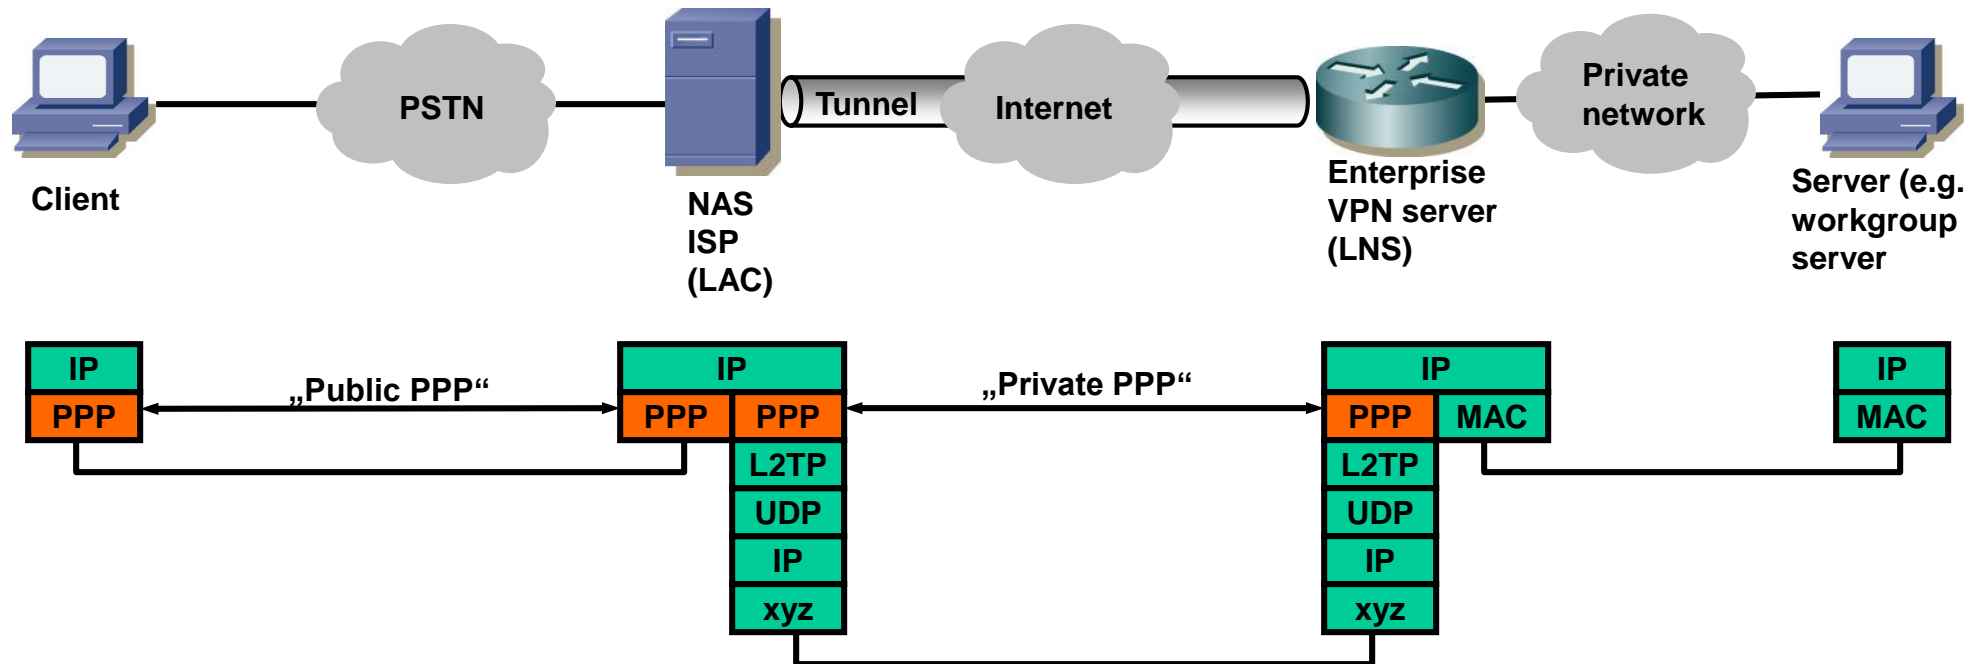 PSTN
Tunnel
Internet
Private
network
Client
NAS
ISP
(LAC)
Enterprise
VPN server
(LNS)
Server (e.g.
workgroup
server
IP
PPP
„Public PPP“
IP
PPP
PPP
L2TP
UDP
IP
xyz
„Private PPP“
IP
PPP
MAC
L2TP
UDP
IP
xyz
IP
MAC